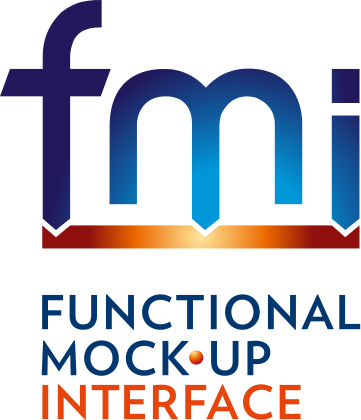 fmi
FUNCTIONAL
MOCK•UP
INTERFACE